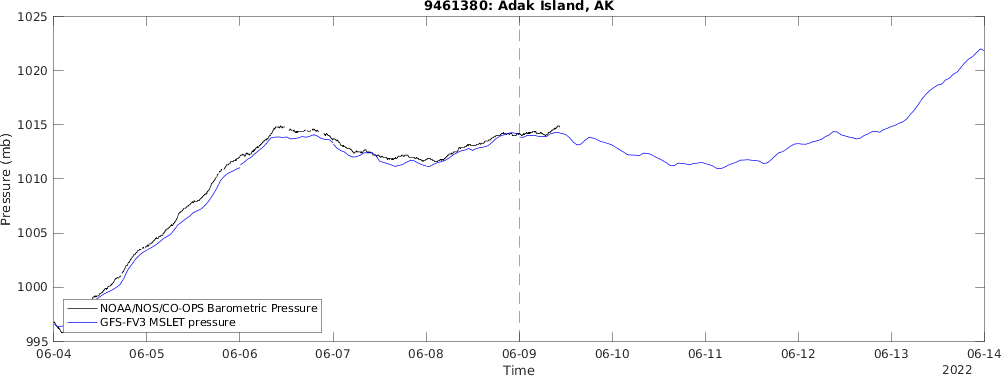 9461380: Adak Island, AK
Pressure (mb)
1025
1020
1015
1010
1005
1000
995
NOAA/NOS/CO-OPS Barometric Pressure
GFS-FV3 MSLET pressure
06-04 06-05 06-06 06-07 06-08 06-09 06-10 06-11 06-12 06-13 06-14
Time
2022